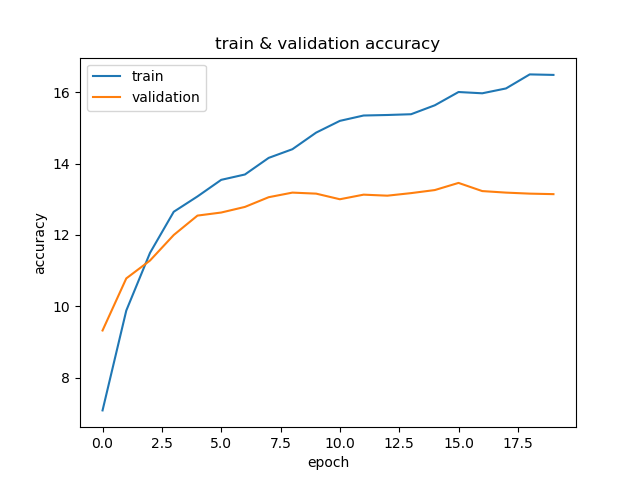 train & validation accuracy
train
validation
accuracy
16
14
12
10
8
0.0 2.5 5.0 7.5 10.0 12.5 15.0 17.5
epoch